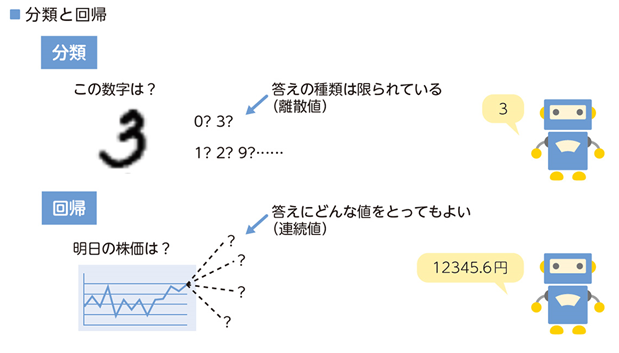 ■分類と回帰
分類
この数字は？
3
答えの種類は限られている
（離散値）
0? 3?
1? 2? 9?……
3
回帰
明日の株価は？
答えにどんな値をとってもよい
（連続値）
?
?
?
?
12345.6円